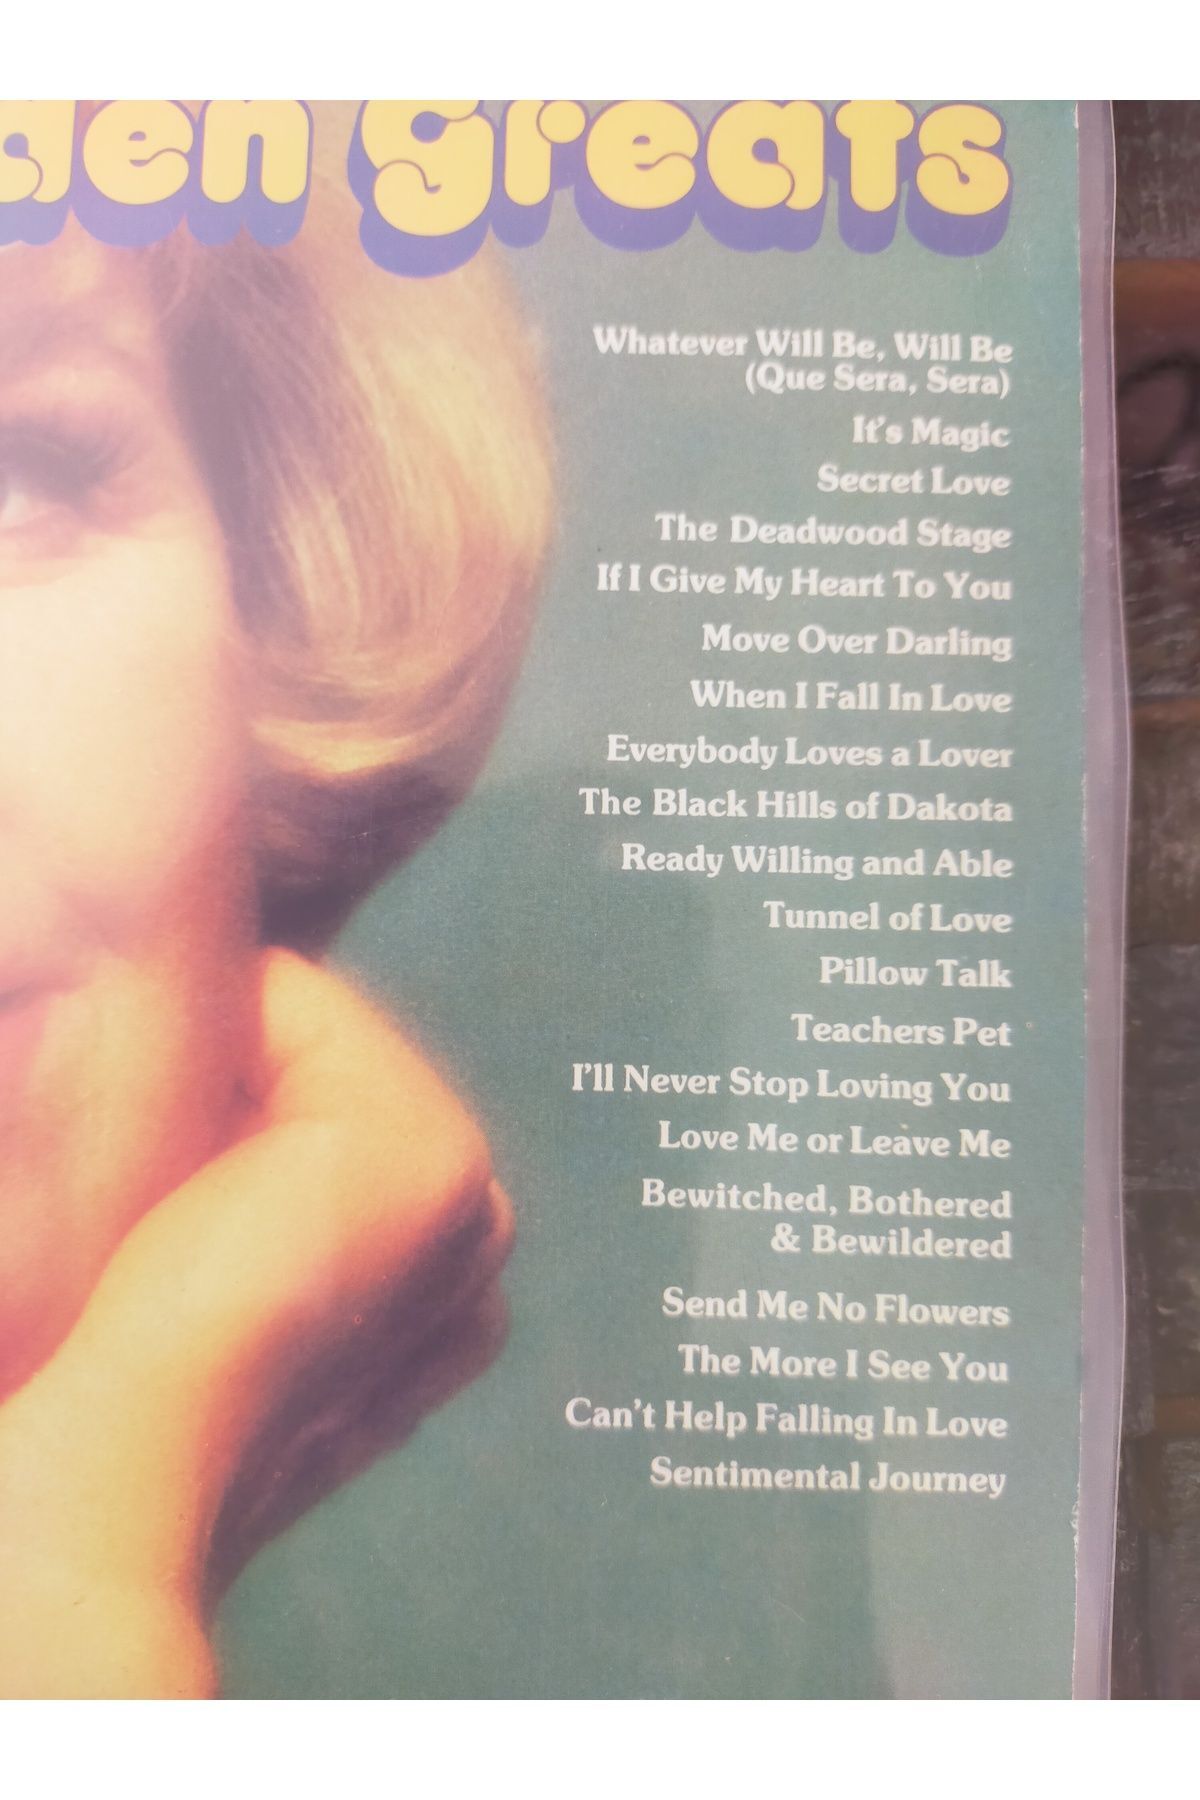 den greats
Whatever Will Be, Will Be
(Que Sera, Sera)
It's Magic
Secret Love
The Deadwood Stage
If I Give My Heart To You
Move Over Darling
When I Fall In Love
Everybody Loves a Lover
The Black Hills of Dakota
Ready Willing and Able
Tunnel of Love
Pillow Talk
Teachers Pet
I'll Never Stop Loving You
Love Me or Leave Me
Bewitched, Bothered
& Bewildered
Send Me No Flowers
The More I See You
Can't Help Falling In Love
Sentimental Journey